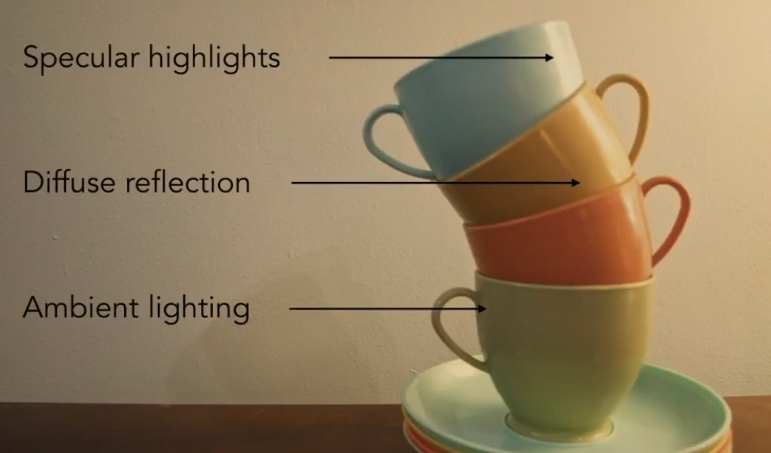 Specular highlights
Diffuse reflection
Ambient lighting